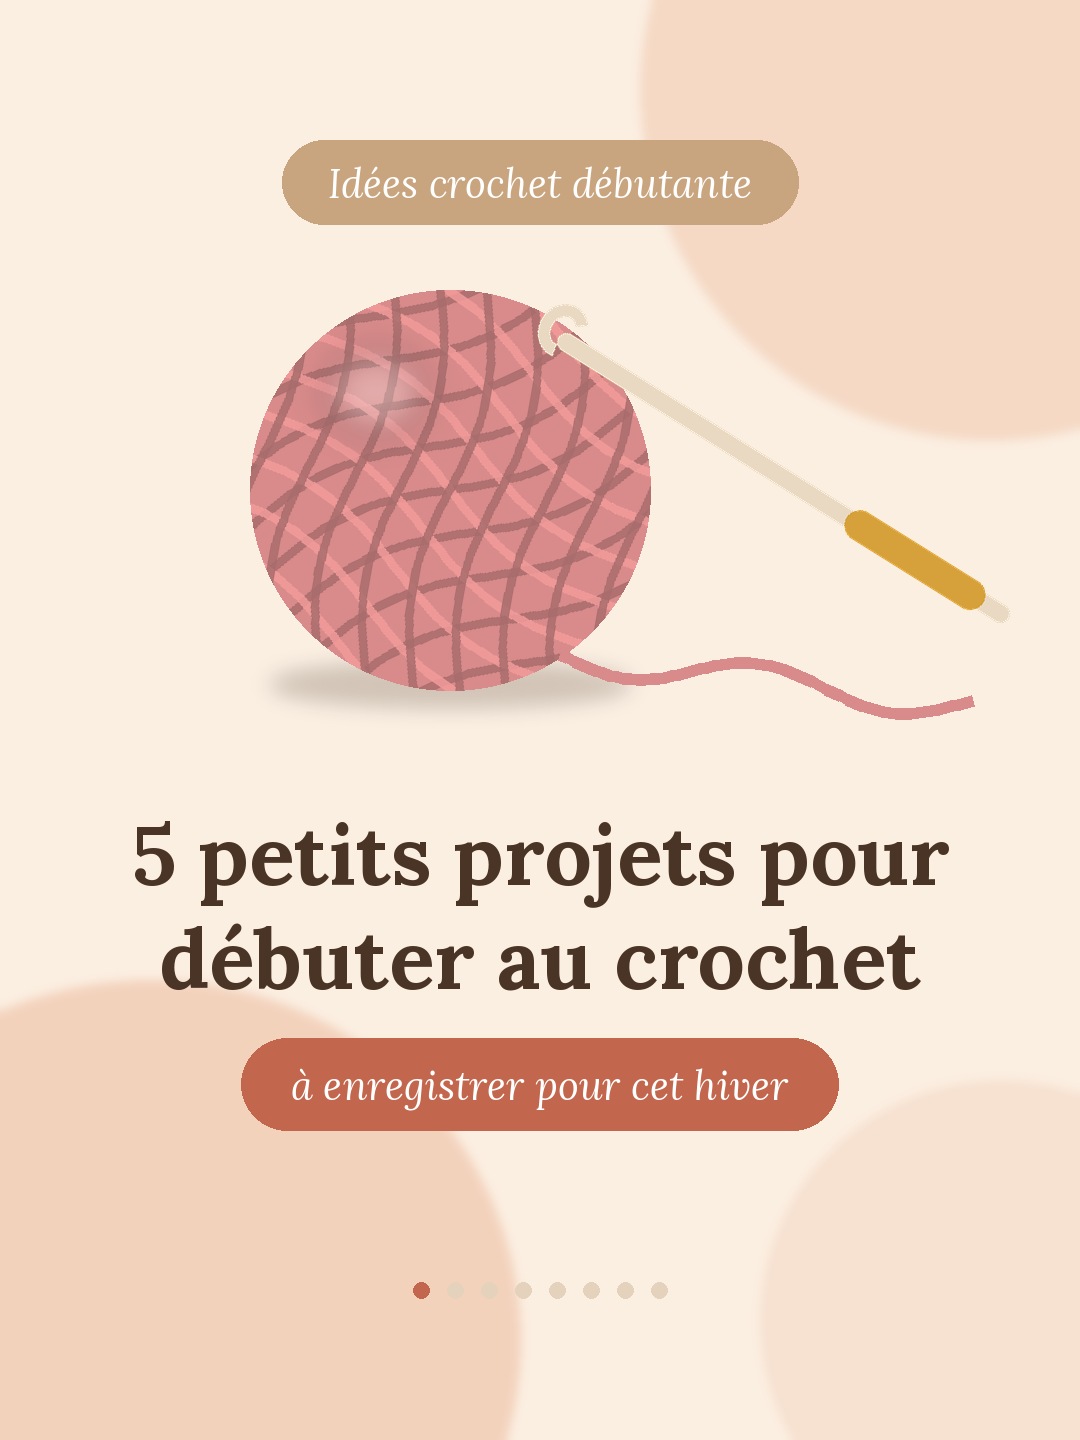 Idées crochet débutante
5 petits projets pour
débuter au crochet
à enregistrer pour cet hiver